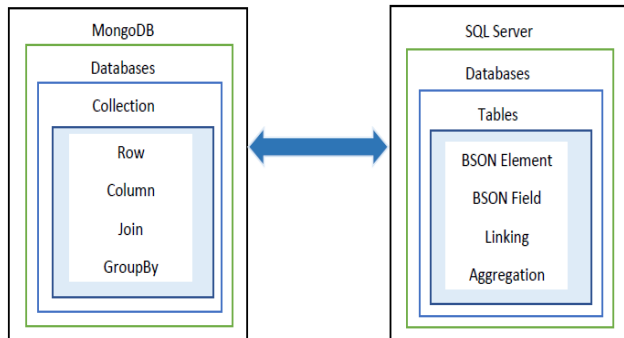 MongoDB
Databases
Collection
Row
Column
Join
GroupBy
SQL Server
Databases
Tables
BSON Element
BSON Field
Linking
Aggregation